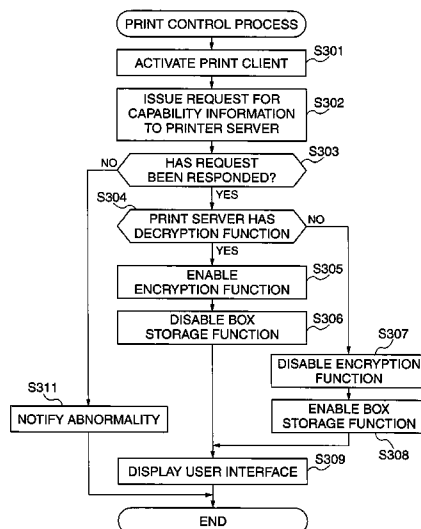 PRINT CONTROL PROCESS
S301
ACTIVATE PRINT CLIENT
S302
ISSUE REQUEST FOR
CAPABILITY INFORMATION
TO PRINTER SERVER
S303
NO
HAS REQUEST
BEEN RESPONDED?
S304
YES
PRINT SERVER HAS
DECRYPTION FUNCTION
NO
YES
S305
ENABLE
ENCRYPTION FUNCTION
S306
DISABLE BOX
STORAGE FUNCTION
S307
DISABLE ENCRYPTION
FUNCTION
S311
NOTIFY ABNORMALITY
ENABLE BOX
STORAGE FUNCTION
S308
DISPLAY USER INTERFACE
S309
END